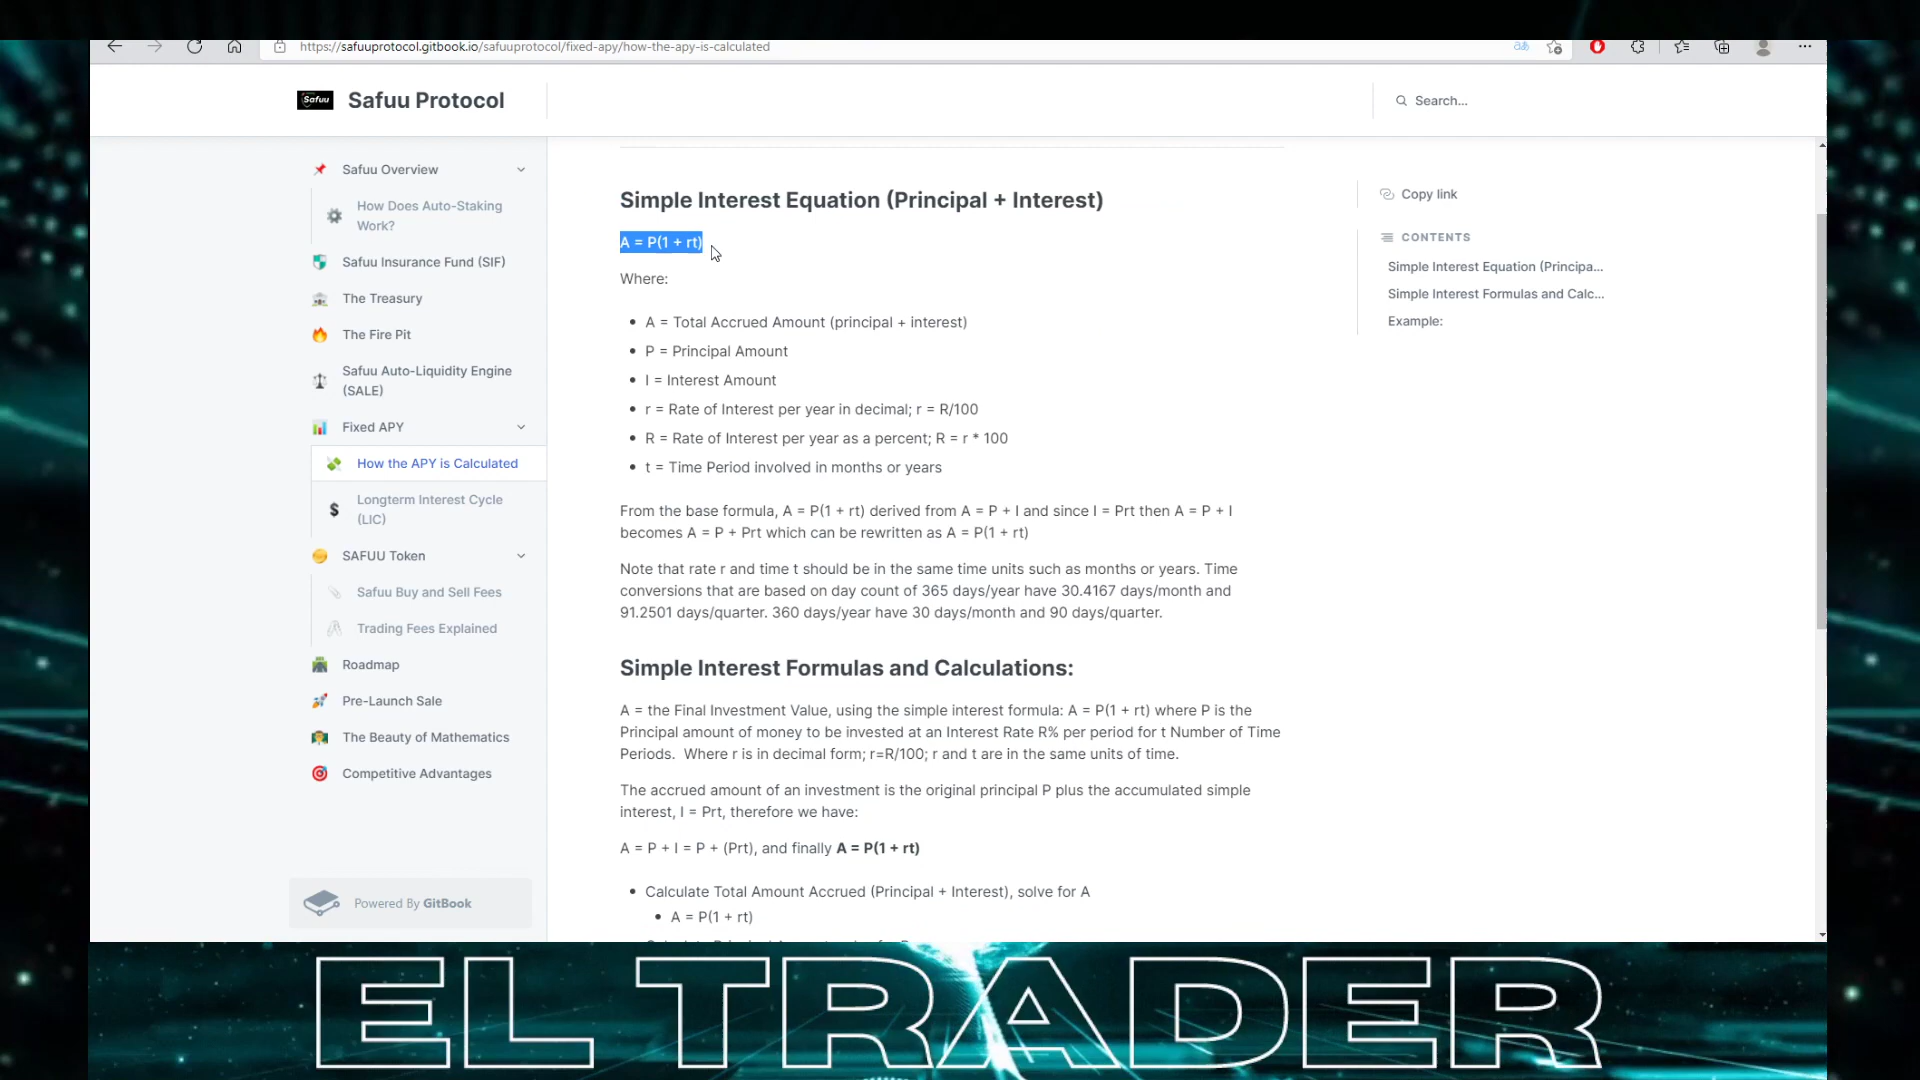 https://safuuprotocol.gitbook.io/safuuprotocol/fixed-apy/how-the-apy-is-calculated
Safuu
Safuu Protocol
Search...
Safuu Overview
How Does Auto-Staking
Work?
Safuu Insurance Fund (SIF)
The Treasury
The Fire Pit
Safuu Auto-Liquidity Engine
(SALE)
Fixed APY
How the APY is Calculated
Longterm Interest Cycle
(LIC)
SAFUU Token
Safuu Buy and Sell Fees
Trading Fees Explained
Roadmap
Pre-Launch Sale
The Beauty of Mathematics
Competitive Advantages
Powered By GitBook
Simple Interest Equation (Principal + Interest)
A = P(1 + rt)
Where:
• A = Total Accrued Amount (principal + interest)
• P = Principal Amount
• I = Interest Amount
• r = Rate of Interest per year in decimal; r = R/100
• R = Rate of Interest per year as a percent; R = r * 100
• t = Time Period involved in months or years
From the base formula, A = P(1 + rt) derived from A = P + I and since I = Prt then A = P + I
becomes A = P + Prt which can be rewritten as A = P(1 + rt)
Note that rate r and time t should be in the same time units such as months or years. Time
conversions that are based on day count of 365 days/year have 30.4167 days/month and
91.2501 days/quarter. 360 days/year have 30 days/month and 90 days/quarter.
Simple Interest Formulas and Calculations:
A = the Final Investment Value, using the simple interest formula: A = P(1 + rt) where P is the
Principal amount of money to be invested at an Interest Rate R% per period for t Number of Time
Periods.  Where r is in decimal form; r=R/100; r and t are in the same units of time.
The accrued amount of an investment is the original principal P plus the accumulated simple
interest, I = Prt, therefore we have:
A = P + I = P + (Prt), and finally A = P(1 + rt)
• Calculate Total Amount Accrued (Principal + Interest), solve for A
• A = P(1 + rt)
Copy link
CONTENTS
Simple Interest Equation (Principa...
Simple Interest Formulas and Calc...
Example:
EL TRADER